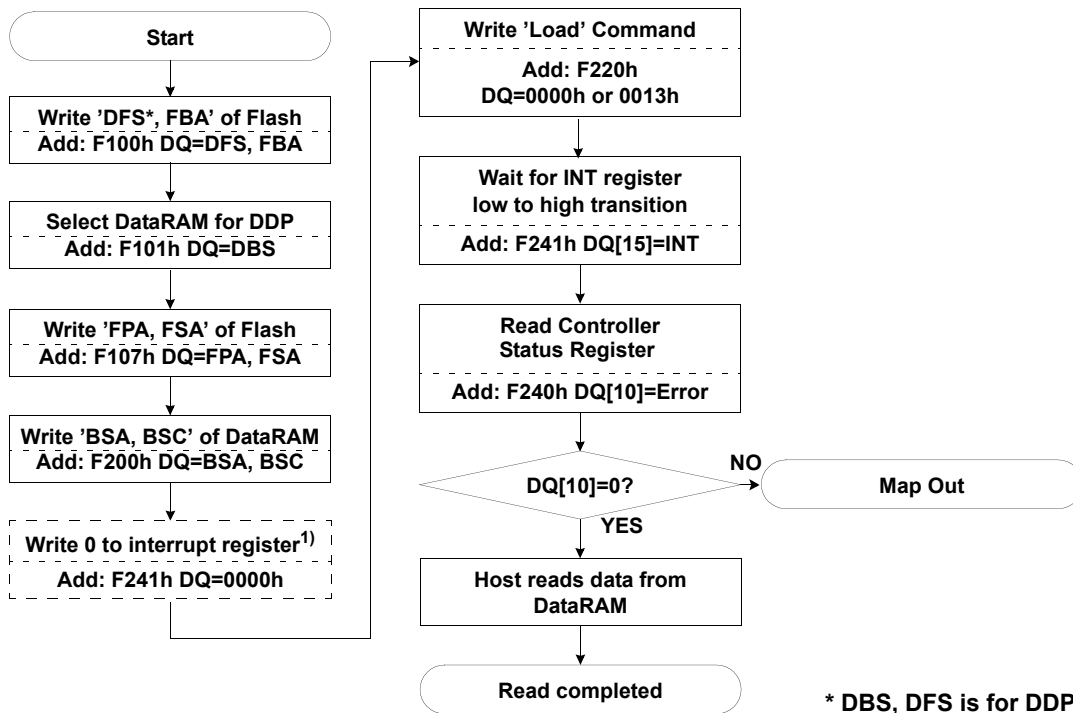 Start
Write ’DFS*, FBA’ of Flash
Add: F100h DQ=DFS, FBA
Select DataRAM for DDP
Add: F101h DQ=DBS
Write ’FPA, FSA’ of Flash
Add: F107h DQ=FPA, FSA
Write ’BSA, BSC’ of DataRAM
Add: F200h DQ=BSA, BSC
Write 0 to interrupt register1)
Add: F241h DQ=0000h
Write ’Load’ Command
Add: F220h
DQ=0000h or 0013h
Wait for INT register
low to high transition
Add: F241h DQ[15]=INT
Read Controller
Status Register
Add: F240h DQ[10]=Error
DQ[10]=0?
NO
Map Out
YES
Host reads data from
DataRAM
Read completed
* DBS, DFS is for DDP